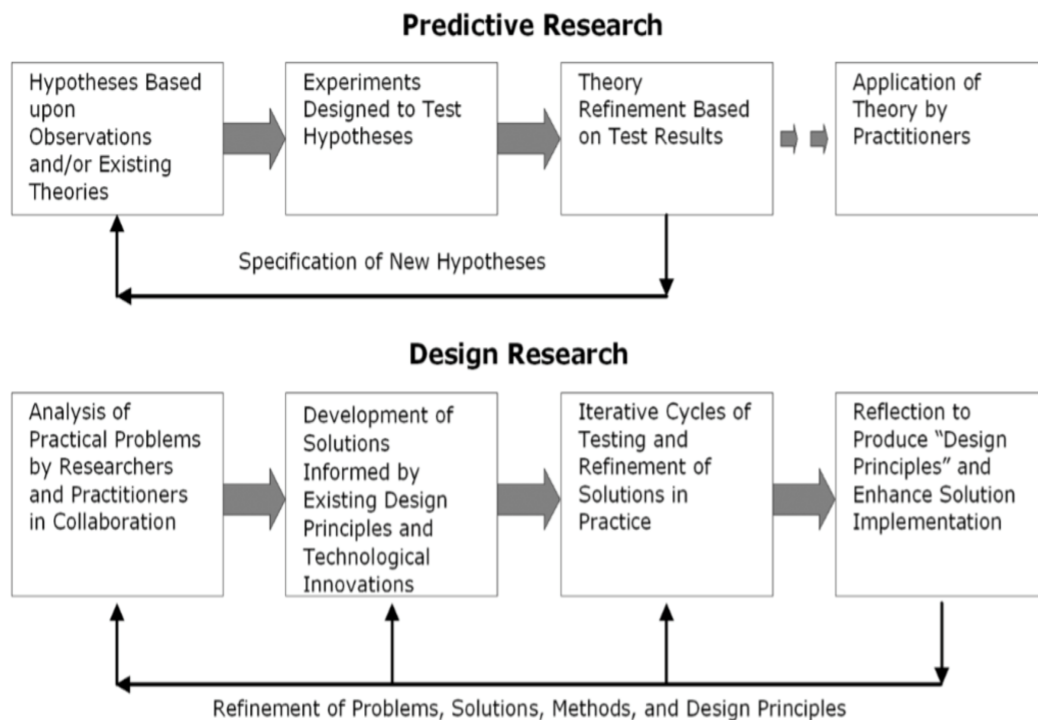 Predictive Research
Hypotheses Based
upon
Observations
and/or Existing
Theories
Experiments
Designed to Test
Hypotheses
Theory
Refinement Based
on Test Results
Application of
Theory by
Practitioners
Specification of New Hypotheses
Design Research
Analysis of
Practical Problems
by Researchers
and Practitioners
in Collaboration
Development of
Solutions
Informed by
Existing Design
Principles and
Technological
Innovations
Iterative Cycles of
Testing and
Refinement of
Solutions in
Practice
Reflection to
Produce “Design
Principles” and
Enhance Solution
Implementation
Refinement of Problems, Solutions, Methods, and Design Principles